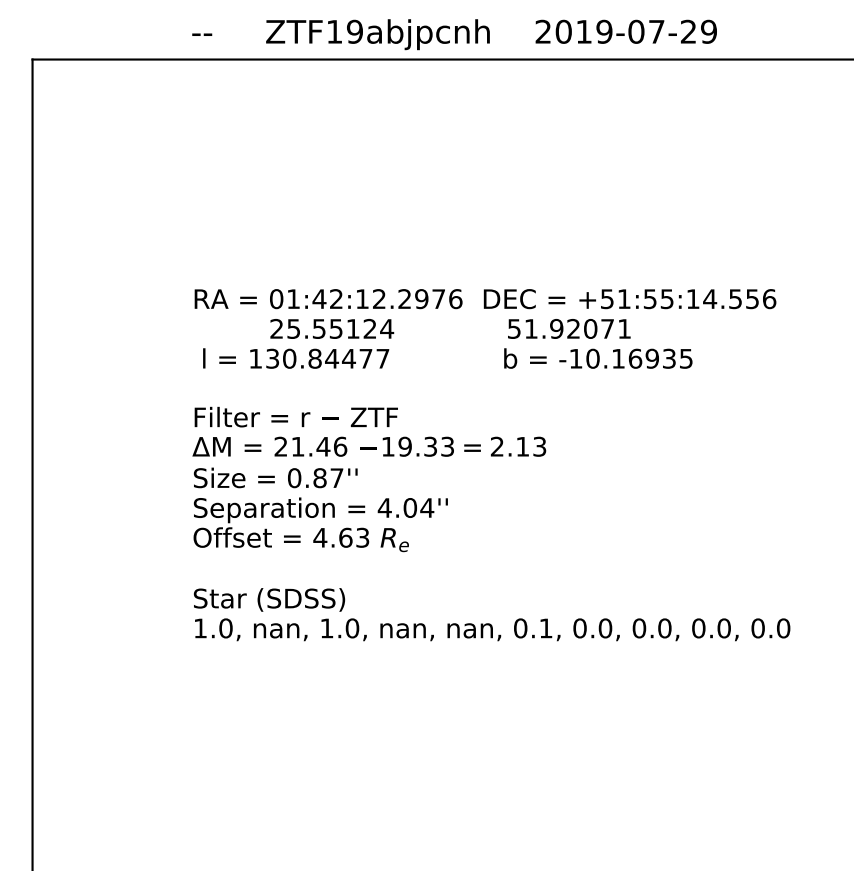 -- ZTF19abjpcnh 2019-07-29
RA = 01:42:12.2976 DEC = +51:55:14.556
25.55124 51.92071
l = 130.84477 b = -10.16935
Filter = r − ZTF
ΔM = 21.46 −19.33 = 2.13
Size = 0.87''
Separation = 4.04''
Offset = 4.63 Re
Star (SDSS)
1.0, nan, 1.0, nan, nan, 0.1, 0.0, 0.0, 0.0, 0.0